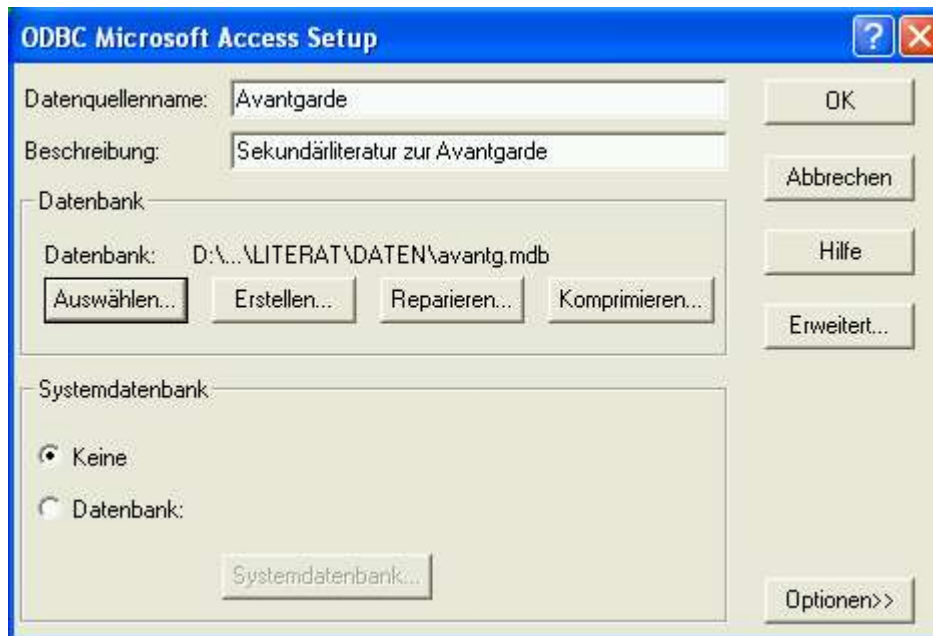 ODBC Microsoft Access Setup
Datenquellenname: Avantgarde
OK
Beschreibung: Sekundärliteratur zur Avantgarde
Abbrechen
Datenbank
Datenbank: D:\...\LITERAT\DATEN\avantg.mdb
Hilfe
Auswählen... Erstellen... Reparieren... Komprimieren...
Erweitert...
Systemdatenbank
Keine
Datenbank:
Systemdatenbank...
Optionen>>